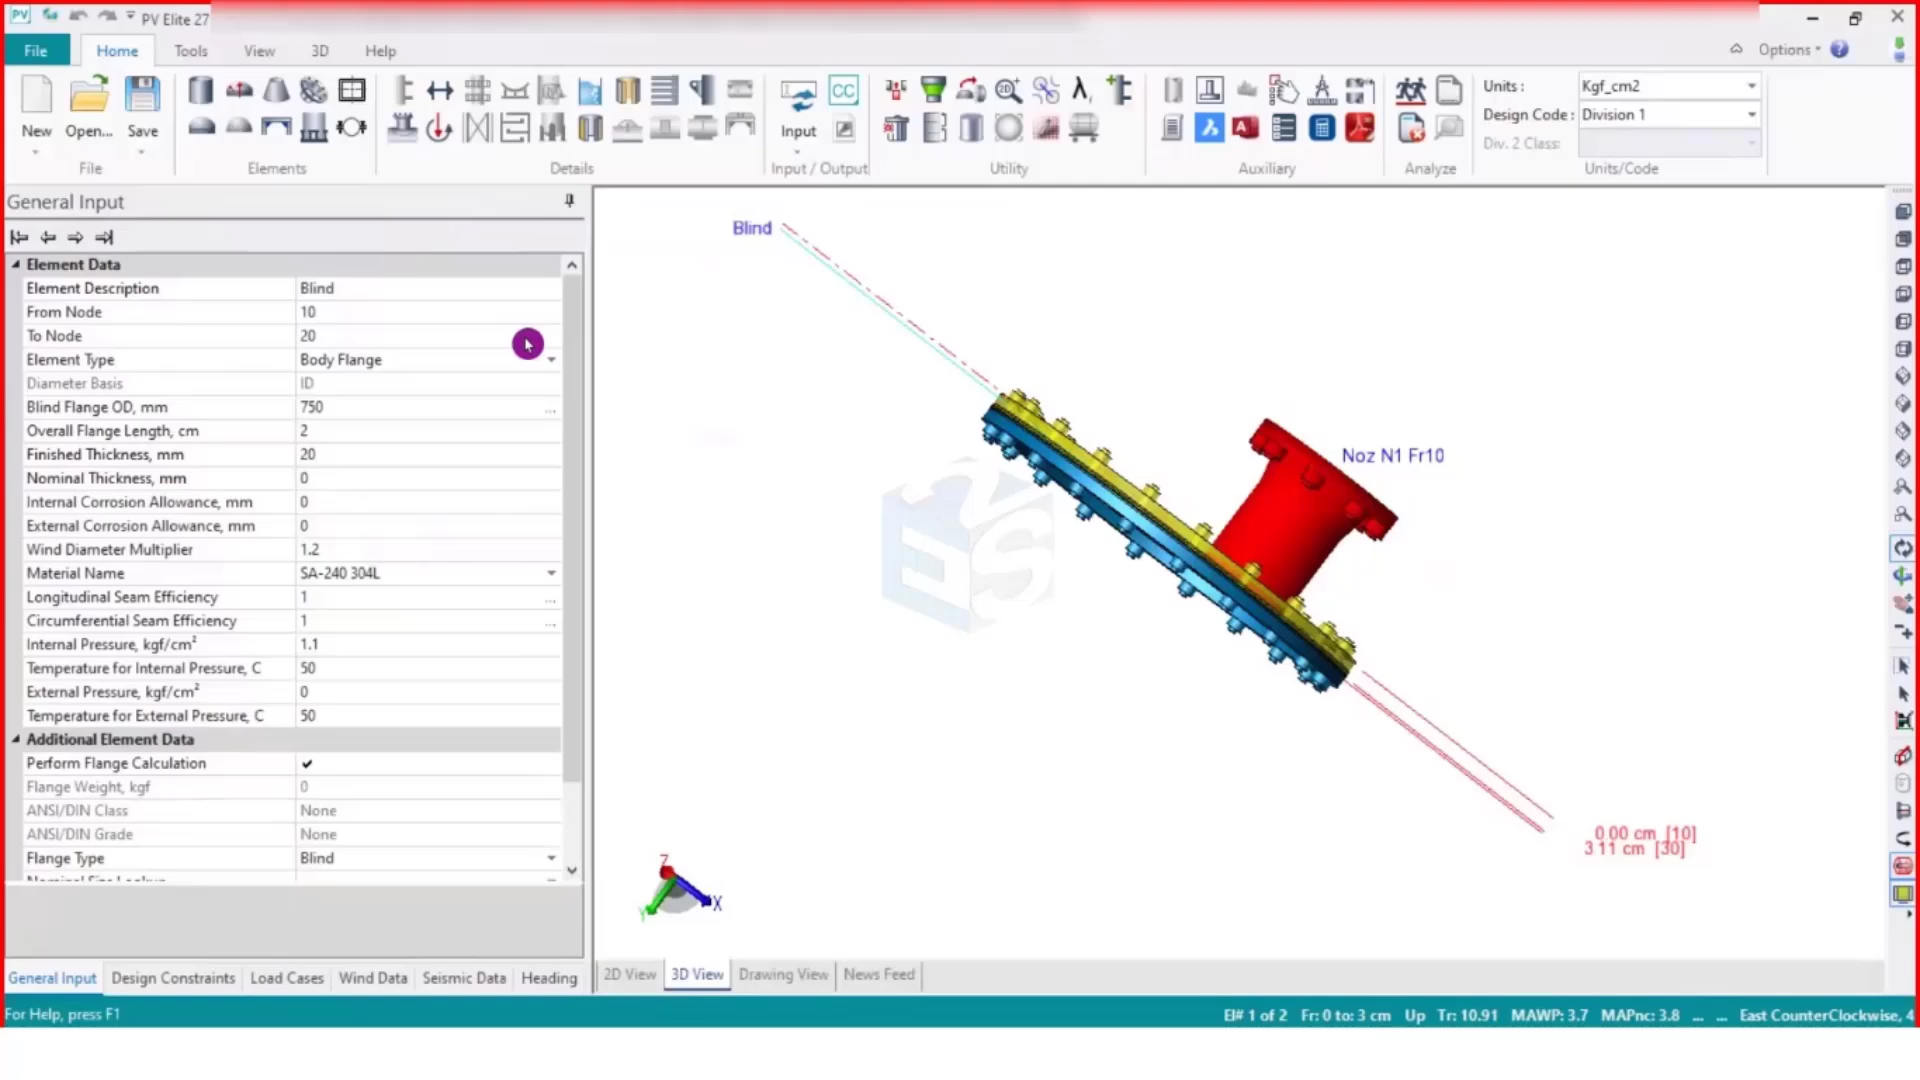 PV PV Elite 27
File Home Tools View 3D Help Options
New Open... Save Input CC 2D
File Elements Details Input / Output Utility Auxiliary Analyze Units/Code
Units : Kgf_cm2
Design Code : Division 1
Div. 2 Class:
General Input
Element Data
Element Description Blind
From Node 10
To Node 20
Element Type Body Flange
Diameter Basis ID
Blind Flange OD, mm 750 ...
Overall Flange Length, cm 2
Finished Thickness, mm 20
Nominal Thickness, mm 0
Internal Corrosion Allowance, mm 0
External Corrosion Allowance, mm 0
Wind Diameter Multiplier 1.2
Material Name SA-240 304L
Longitudinal Seam Efficiency 1 ...
Circumferential Seam Efficiency 1 ...
Internal Pressure, kgf/cm² 1.1
Temperature for Internal Pressure, C 50
External Pressure, kgf/cm² 0
Temperature for External Pressure, C 50
Additional Element Data
Perform Flange Calculation ✔
Flange Weight, kgf 0
ANSI/DIN Class None
ANSI/DIN Grade None
Flange Type Blind
General Input Design Constraints Load Cases Wind Data Seismic Data Heading
Blind
Noz N1 Fr10
0.00 cm [10]
3.11 cm [30]
Z
Y X
2D View 3D View Drawing View News Feed
For Help, press F1
El# 1 of 2 Fr: 0 to: 3 cm Up Tr: 10.91 MAWP: 3.7 MAPnc: 3.8 ... ... East CounterClockwise, 4